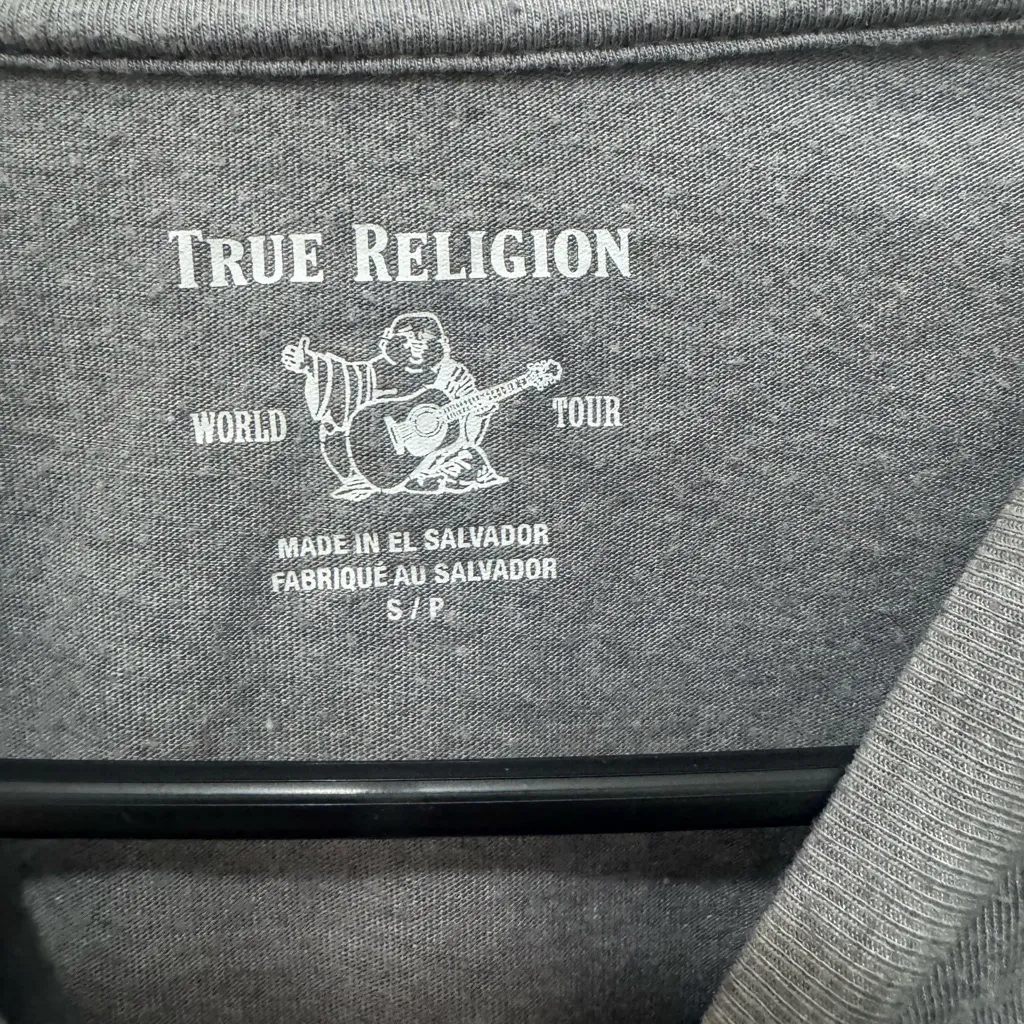 TRUE RELIGION
WORLD TOUR
MADE IN EL SALVADOR
FABRIQUÉ AU SALVADOR
S / P